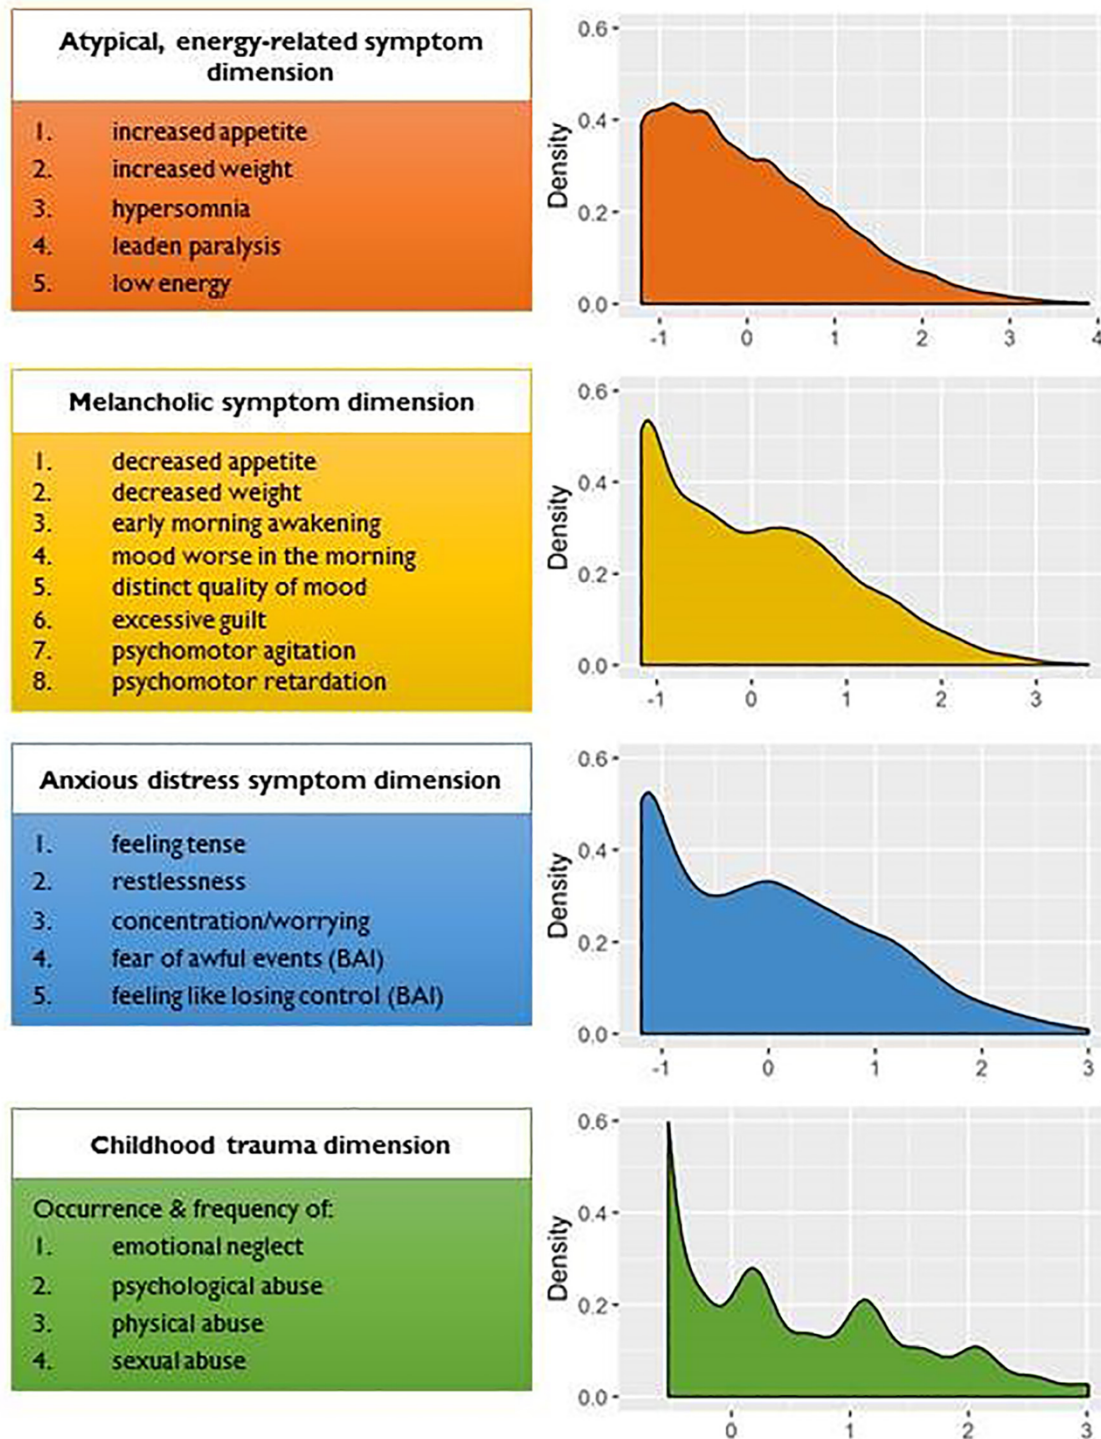 Atypical, energy-related symptom
dimension
1. increased appetite
2. increased weight
3. hypersomnia
4. leaden paralysis
5. low energy
Density
0.6
0.4
0.2
0.0
-1 0 1 2 3 4
Melancholic symptom dimension
1. decreased appetite
2. decreased weight
3. early morning awakening
4. mood worse in the morning
5. distinct quality of mood
6. excessive guilt
7. psychomotor agitation
8. psychomotor retardation
Density
0.6
0.4
0.2
0.0
-1 0 1 2 3
Anxious distress symptom dimension
1. feeling tense
2. restlessness
3. concentration/worrying
4. fear of awful events (BAI)
5. feeling like losing control (BAI)
Density
0.6
0.4
0.2
0.0
-1 0 1 2 3
Childhood trauma dimension
Occurrence & frequency of:
1. emotional neglect
2. psychological abuse
3. physical abuse
4. sexual abuse
Density
0.6
0.4
0.2
0.0
0 1 2 3